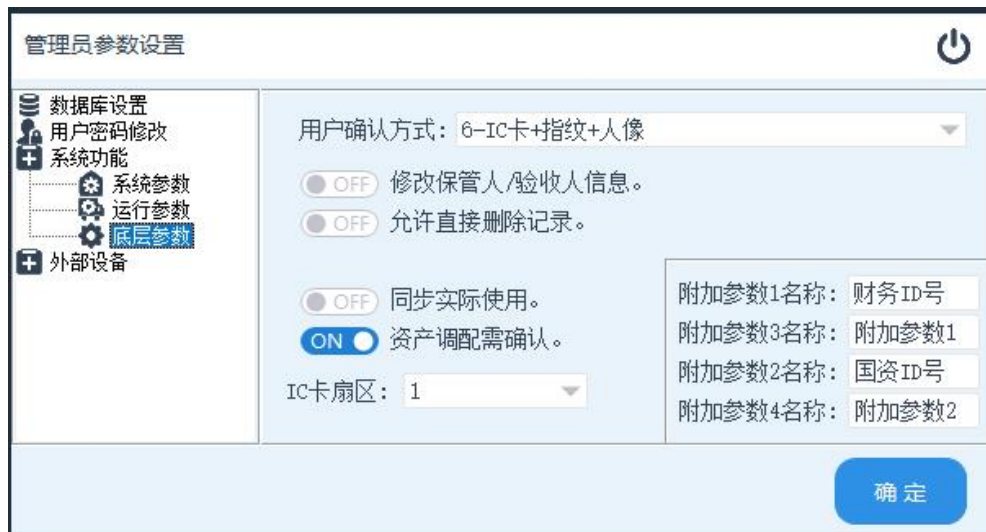 管理员参数设置
数据库设置
用户密码修改
系统功能
系统参数
运行参数
底层参数
外部设备
用户确认方式: 6-IC卡+指纹+人像
OFF 修改保管人/验收人信息。
OFF 允许直接删除记录。
OFF 同步实际使用。
ON 资产调配需确认。
IC卡扇区: 1
附加参数1名称: 财务ID号
附加参数3名称: 附加参数1
附加参数2名称: 国资ID号
附加参数4名称: 附加参数2
确定